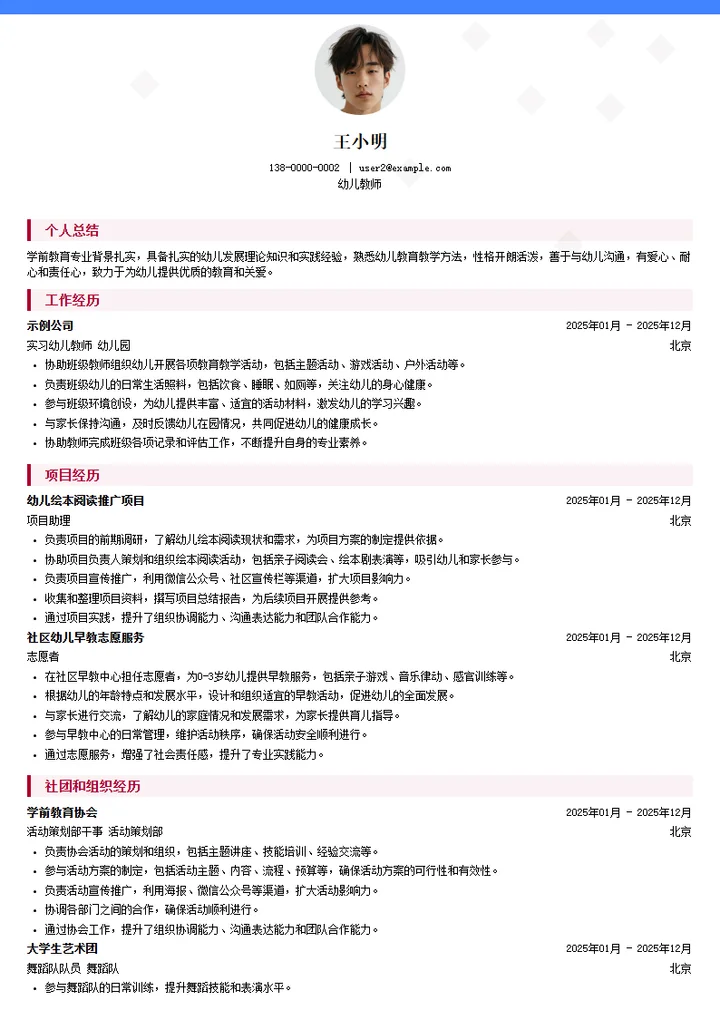 王小明
138-0000-0002 | user2@example.com
幼儿教师
个人总结
学前教育专业背景扎实，具备扎实的幼儿发展理论知识和实践经验，熟悉幼儿教育教学方法，性格开朗活泼，善于与幼儿沟通，有爱心、耐
心和责任心，致力于为幼儿提供优质的教育和关爱。
工作经历
示例公司 2025年01月 - 2025年12月
实习幼儿教师 幼儿园 北京
• 协助班级教师组织幼儿开展各项教育教学活动，包括主题活动、游戏活动、户外活动等。
• 负责班级幼儿的日常生活照料，包括饮食、睡眠、如厕等，关注幼儿的身心健康。
• 参与班级环境创设，为幼儿提供丰富、适宜的活动材料，激发幼儿的学习兴趣。
• 与家长保持沟通，及时反馈幼儿在园情况，共同促进幼儿的健康成长。
• 协助教师完成班级各项记录和评估工作，不断提升自身的专业素养。
项目经历
幼儿绘本阅读推广项目 2025年01月 - 2025年12月
项目助理 北京
• 负责项目的前期调研，了解幼儿绘本阅读现状和需求，为项目方案的制定提供依据。
• 协助项目负责人策划和组织绘本阅读活动，包括亲子阅读会、绘本剧表演等，吸引幼儿和家长参与。
• 负责项目宣传推广，利用微信公众号、社区宣传栏等渠道，扩大项目影响力。
• 收集和整理项目资料，撰写项目总结报告，为后续项目开展提供参考。
• 通过项目实践，提升了组织协调能力、沟通表达能力和团队合作能力。
社区幼儿早教志愿服务 2025年01月 - 2025年12月
志愿者 北京
• 在社区早教中心担任志愿者，为0-3岁幼儿提供早教服务，包括亲子游戏、音乐律动、感官训练等。
• 根据幼儿的年龄特点和发展水平，设计和组织适宜的早教活动，促进幼儿的全面发展。
• 与家长进行交流，了解幼儿的家庭情况和发展需求，为家长提供育儿指导。
• 参与早教中心的日常管理，维护活动秩序，确保活动安全顺利进行。
• 通过志愿服务，增强了社会责任感，提升了专业实践能力。
社团和组织经历
学前教育协会 2025年01月 - 2025年12月
活动策划部干事 活动策划部 北京
• 负责协会活动的策划和组织，包括主题讲座、技能培训、经验交流等。
• 参与活动方案的制定，包括活动主题、内容、流程、预算等，确保活动方案的可行性和有效性。
• 负责活动宣传推广，利用海报、微信公众号等渠道，扩大活动影响力。
• 协调各部门之间的合作，确保活动顺利进行。
• 通过协会工作，提升了组织协调能力、沟通表达能力和团队合作能力。
大学生艺术团 2025年01月 - 2025年12月
舞蹈队队员 舞蹈队 北京
• 参与舞蹈队的日常训练，提升舞蹈技能和表演水平。